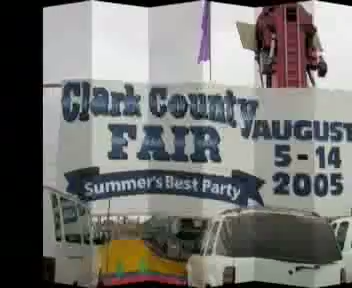 Clark County
FAIR
Summer's Best Party
AUGUST
5 - 14
2005